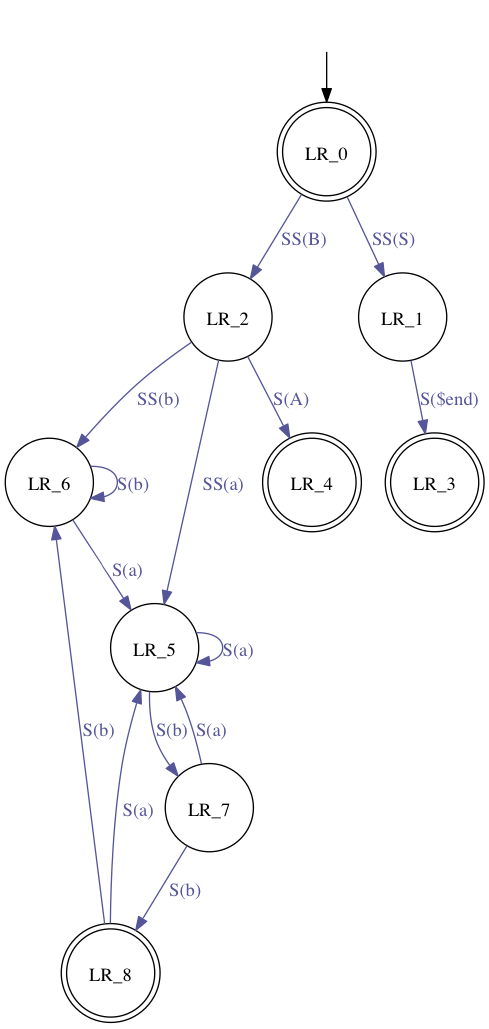 LR_0
SS(B)
SS(S)
LR_2
LR_1
SS(b)
S(A)
S($end)
LR_6
S(b)
SS(a)
LR_4
LR_3
S(a)
LR_5
S(a)
S(b)
S(b)
S(a)
S(a)
LR_7
S(b)
LR_8